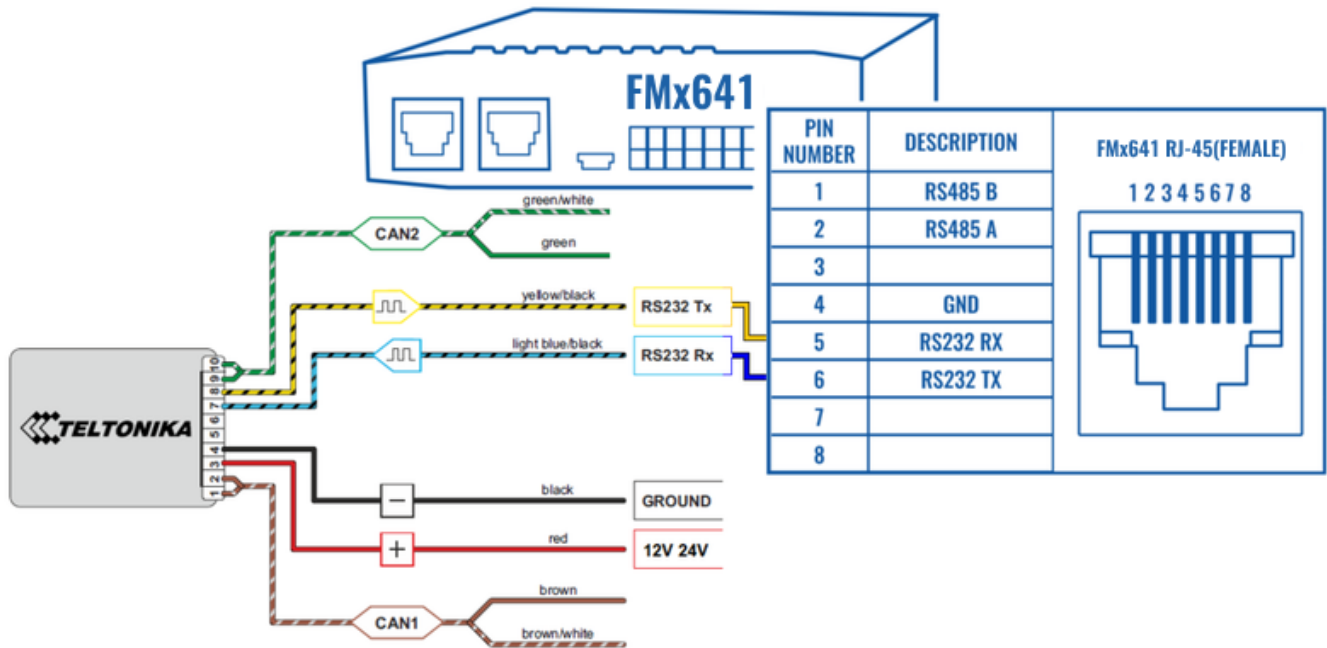 FMx641
PIN NUMBER DESCRIPTION FMx641 RJ-45(FEMALE)
1 RS485 B 1 2 3 4 5 6 7 8
2 RS485 A
3
4 GND
5 RS232 RX
6 RS232 TX
7
8
green/white
CAN2
green
yellow/black
RS232 Tx
light blue/black
RS232 Rx
TELTONIKA
10
9
8
7
6
5
4
3
2
1
black
− GROUND
red
+ 12V 24V
brown
CAN1
brown/white